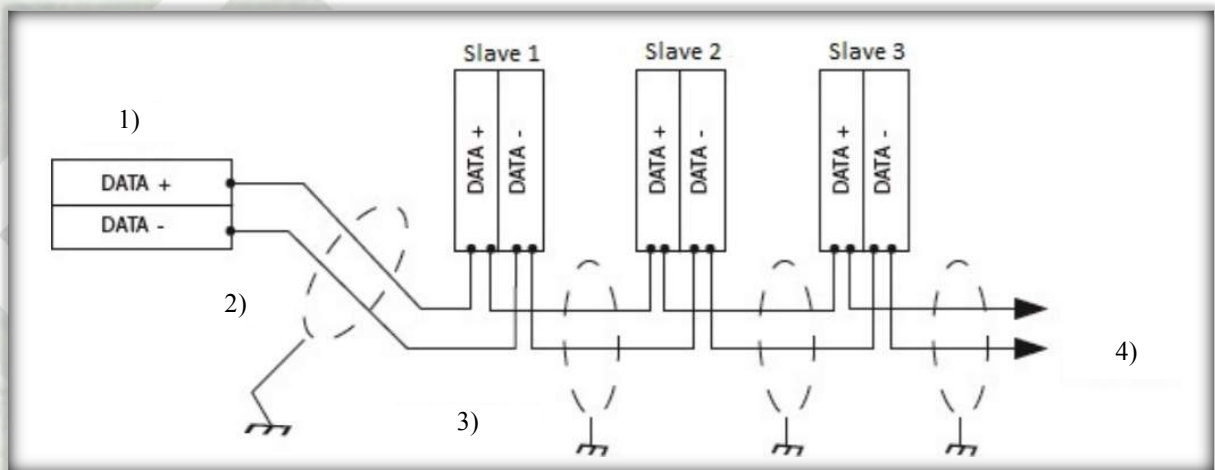 Slave 1
Slave 2
Slave 3
1)
DATA +
DATA -
DATA +
DATA -
DATA +
DATA -
DATA +
DATA -
2)
3)
4)